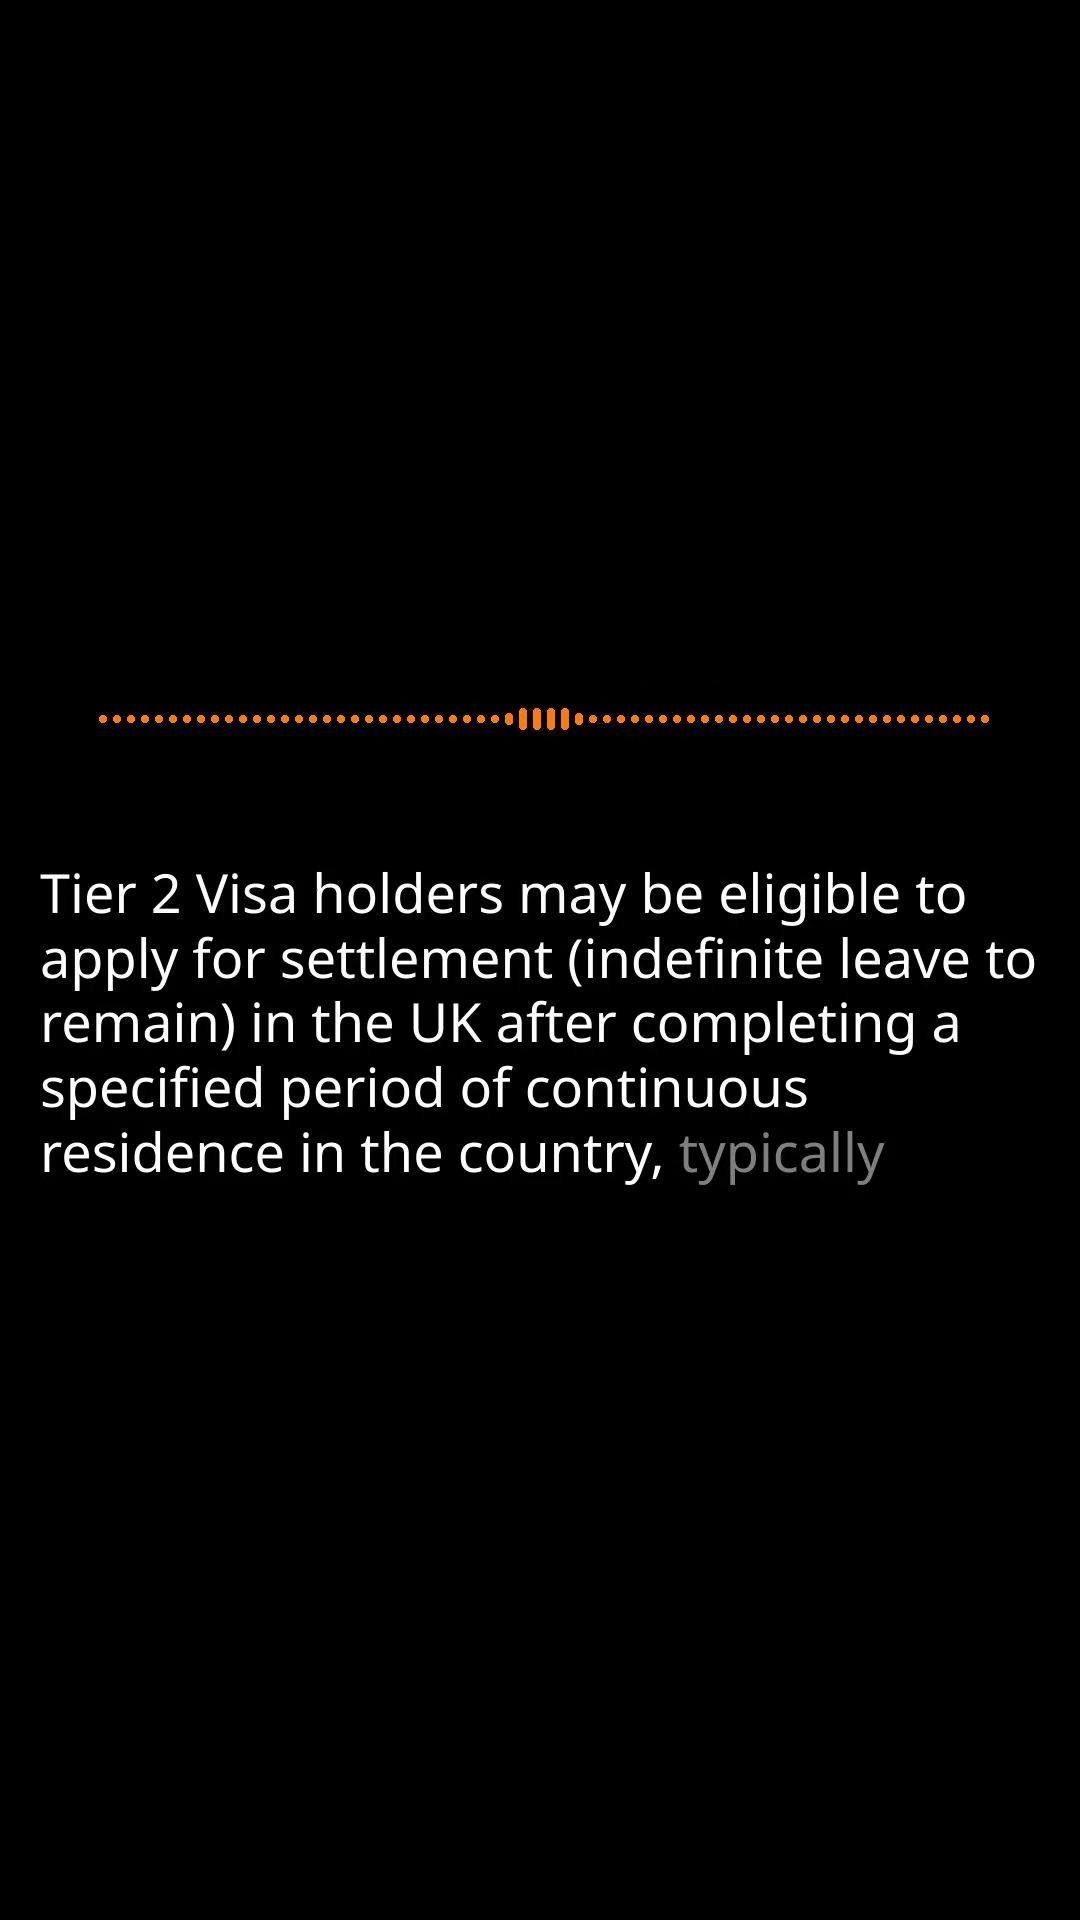 Tier 2 Visa holders may be eligible to
apply for settlement (indefinite leave to
remain) in the UK after completing a
specified period of continuous
residence in the country, typically